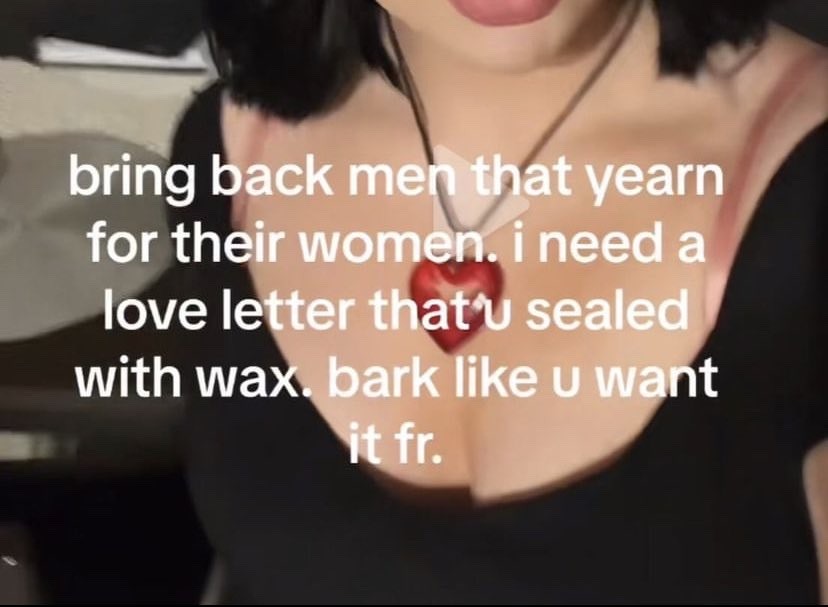 bring back men that yearn
for their women. i need a
love letter that u sealed
with wax. bark like u want
it fr.